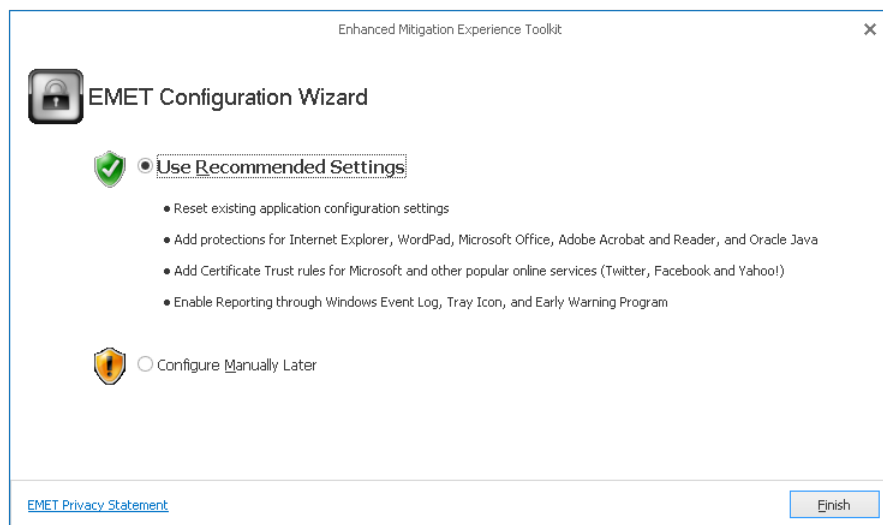 Enhanced Mitigation Experience Toolkit
EMET Configuration Wizard
Use Recommended Settings
● Reset existing application configuration settings
● Add protections for Internet Explorer, WordPad, Microsoft Office, Adobe Acrobat and Reader, and Oracle Java
● Add Certificate Trust rules for Microsoft and other popular online services (Twitter, Facebook and Yahoo!)
● Enable Reporting through Windows Event Log, Tray Icon, and Early Warning Program
Configure Manually Later
EMET Privacy Statement
Finish